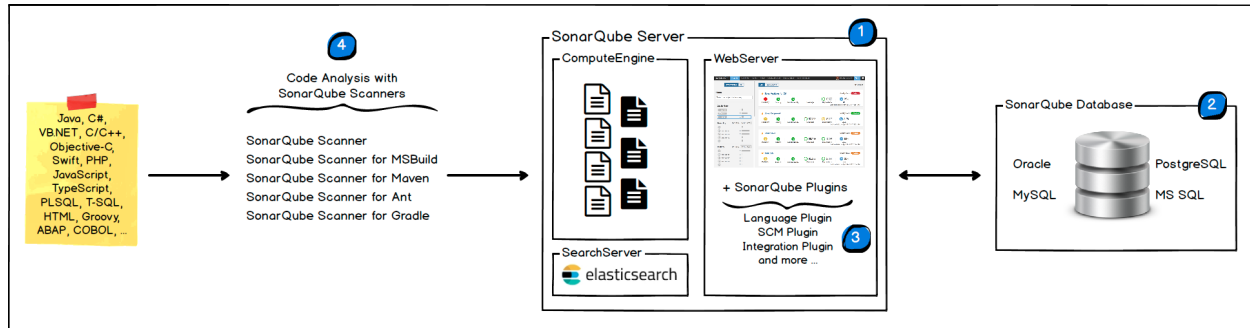 Java, C#,
VB.NET, C/C++,
Objective-C,
Swift, PHP,
JavaScript,
TypeScript,
PLSQL, T-SQL,
HTML, Groovy,
ABAP, COBOL, ...
4
Code Analysis with
SonarQube Scanners
SonarQube Scanner
SonarQube Scanner for MSBuild
SonarQube Scanner for Maven
SonarQube Scanner for Ant
SonarQube Scanner for Gradle
SonarQube Server
1
ComputeEngine
SearchServer
elasticsearch
WebServer
+ SonarQube Plugins
Language Plugin
SCM Plugin
Integration Plugin
and more ...
3
SonarQube Database
2
Oracle
PostgreSQL
MySQL
MS SQL